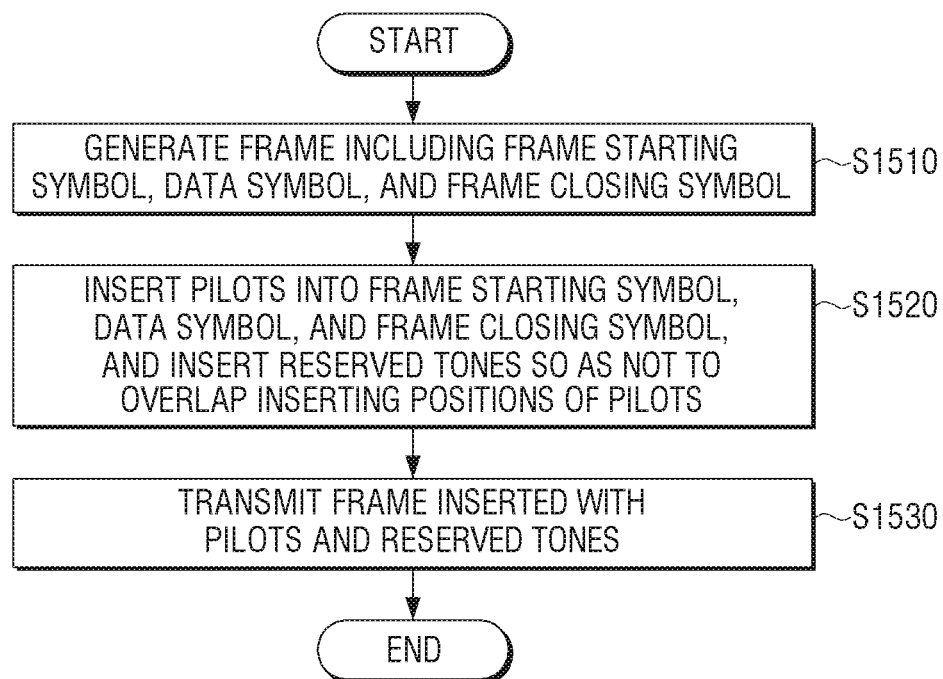 START
GENERATE FRAME INCLUDING FRAME STARTING
SYMBOL, DATA SYMBOL, AND FRAME CLOSING SYMBOL
S1510
INSERT PILOTS INTO FRAME STARTING SYMBOL,
DATA SYMBOL, AND FRAME CLOSING SYMBOL,
AND INSERT RESERVED TONES SO AS NOT TO
OVERLAP INSERTING POSITIONS OF PILOTS
S1520
TRANSMIT FRAME INSERTED WITH
PILOTS AND RESERVED TONES
S1530
END